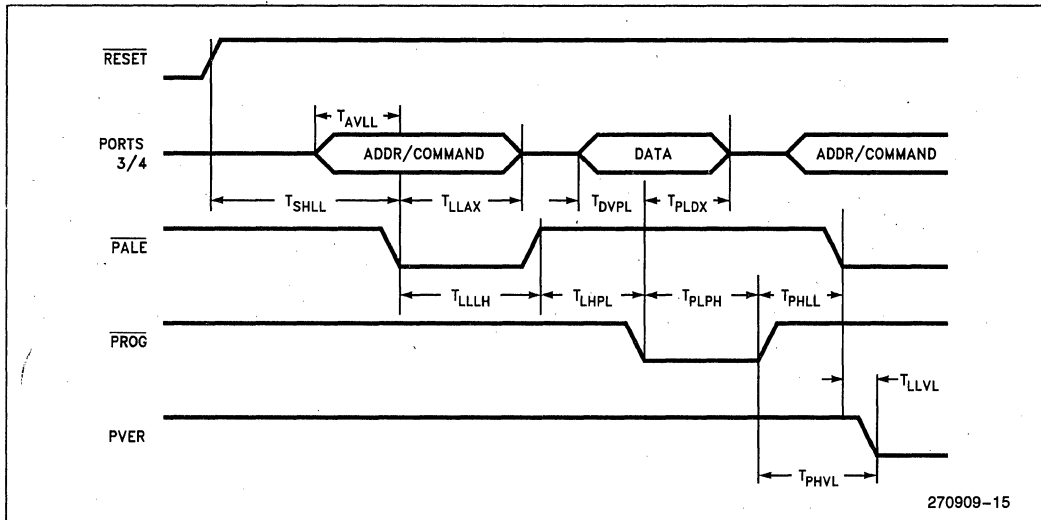 RESET
T_AVLL
PORTS 3/4
ADDR/COMMAND
DATA
ADDR/COMMAND
T_SHLL
T_LLAX
T_DVPL
T_PLDX
PALE
T_LLLH
T_LHPL
T_PLPH
T_PHLL
PROG
T_LLVL
PVER
T_PHVL
270909-15